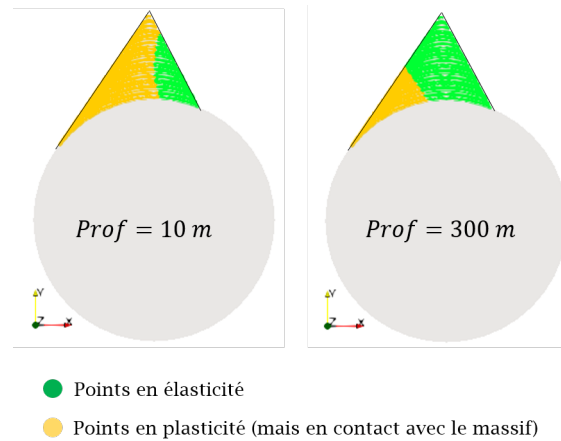 Prof = 10 m
Prof = 300 m
Y
Z
X
Y
Z
X
Points en élasticité
Points en plasticité (mais en contact avec le massif)